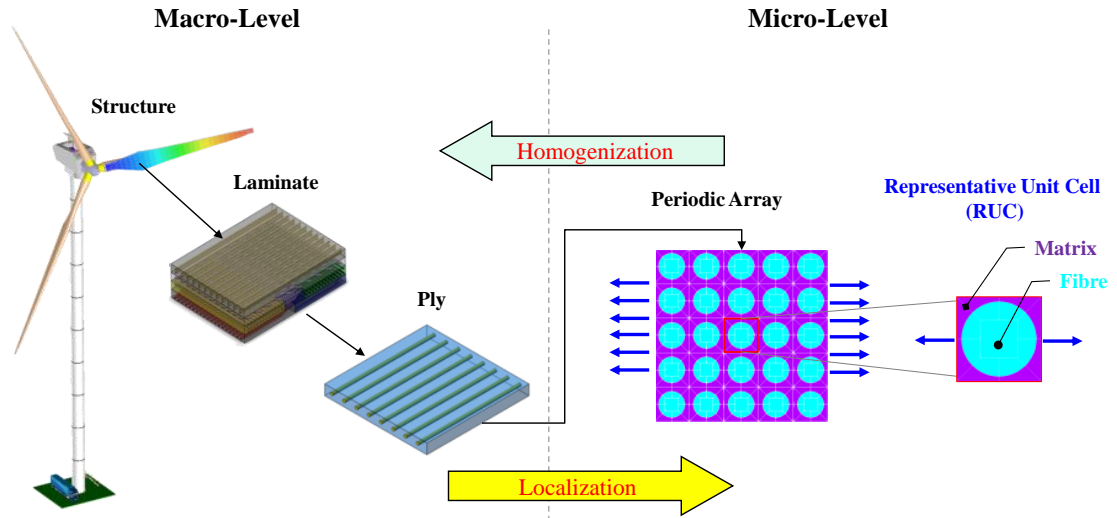 Macro-Level
Micro-Level
Structure
Homogenization
Laminate
Periodic Array
Representative Unit Cell
(RUC)
Matrix
Fibre
Ply
Localization